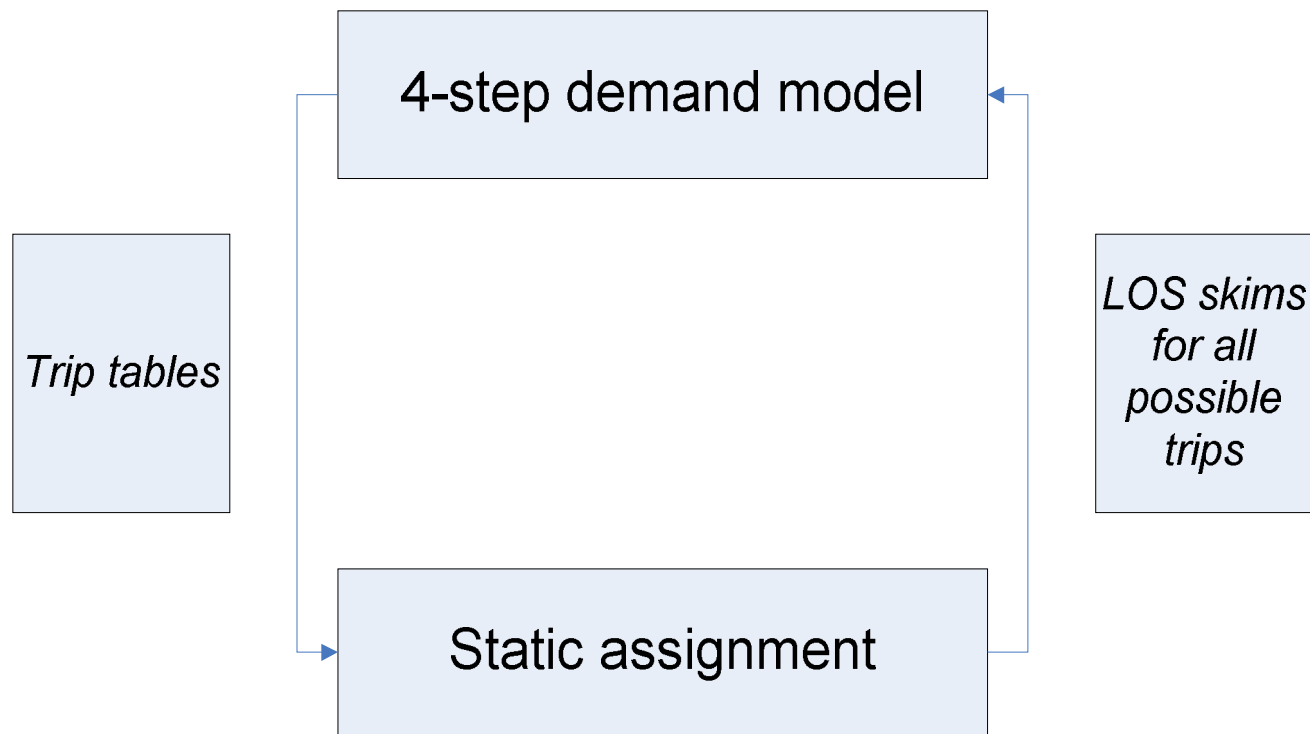 4-step demand model
Trip tables
LOS skims
for all
possible
trips
Static assignment